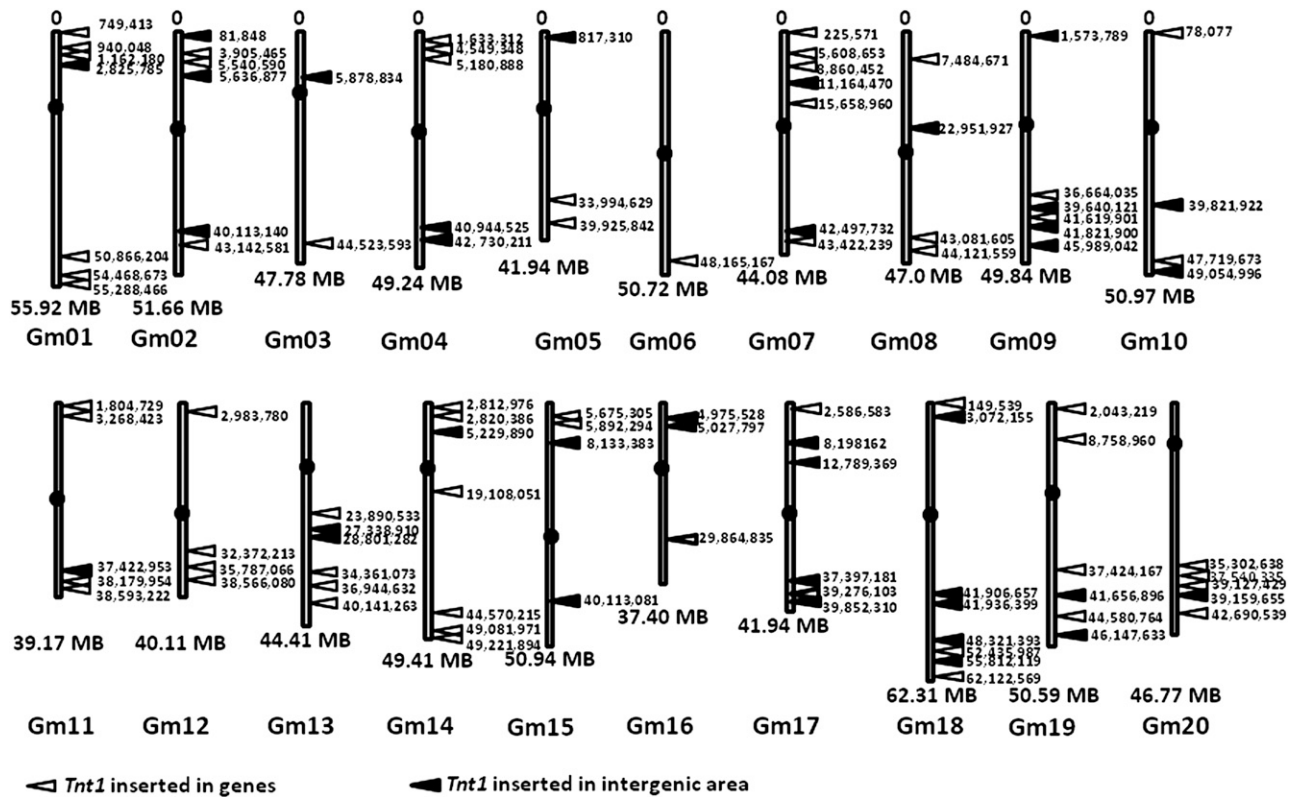 0 0 0 0 0 0 0 0 0 0
749,413
940,048
1,162,180
2,825,785
50,866,204
54,468,673
55,288,466
55.92 MB
Gm01
81,848
3,905,465
5,540,590
5,636,877
40,113,140
43,142,581
51.66 MB
Gm02
5,878,834
44,523,593
47.78 MB
Gm03
1,633,312
4,549,348
5,180,888
40,944,525
42,730,211
49.24 MB
Gm04
817,310
33,994,629
39,925,842
41.94 MB
Gm05
48,165,167
50.72 MB
Gm06
225,571
5,608,653
8,860,452
11,164,470
15,658,960
42,497,732
43,422,239
44.08 MB
Gm07
7,484,671
22,951,927
43,081,605
44,121,559
47.0 MB
Gm08
1,573,789
36,664,035
39,640,121
41,619,901
41,821,900
45,989,042
49.84 MB
Gm09
78,077
39,821,922
47,719,673
49,054,996
50.97 MB
Gm10
1,804,729
3,268,423
37,422,953
38,179,954
38,593,222
39.17 MB
Gm11
2,983,780
32,372,213
35,787,066
38,566,080
40.11 MB
Gm12
23,890,533
27,338,910
28,801,282
34,361,073
36,944,632
40,141,263
44.41 MB
Gm13
2,812,976
2,820,386
5,229,890
19,108,051
44,570,215
49,081,971
49,221,894
49.41 MB
Gm14
5,675,305
5,892,294
8,133,383
40,113,081
50.94 MB
Gm15
4,975,528
5,027,797
29,864,835
37.40 MB
Gm16
2,586,583
8,198162
12,789,369
37,397,181
39,276,103
39,852,310
41.94 MB
Gm17
149,539
3,072,155
41,906,657
41,936,399
48,321,393
52,435,987
55,812,119
62,122,569
62.31 MB
Gm18
2,043,219
8,758,960
37,424,167
41,656,896
44,580,764
46,147,633
50.59 MB
Gm19
35,302,638
37,540,335
39,127,429
39,159,655
42,690,539
46.77 MB
Gm20
Tnt1 inserted in genes
Tnt1 inserted in intergenic area